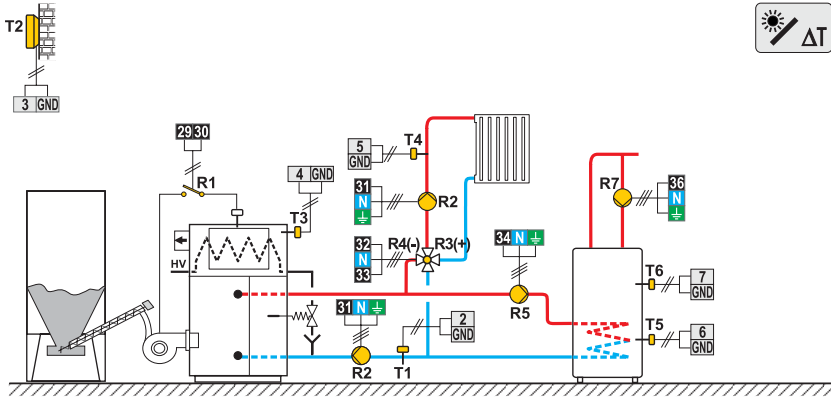 T2
ΔT
3 GND
29 30
R1
4 GND
T3
5
GND
T4
31
N
R2
32
N
33
R4(-) R3(+)
34 N
R5
R7
36
N
HV
T6
7
GND
T5
6
GND
31 N
R2
T1
2
GND